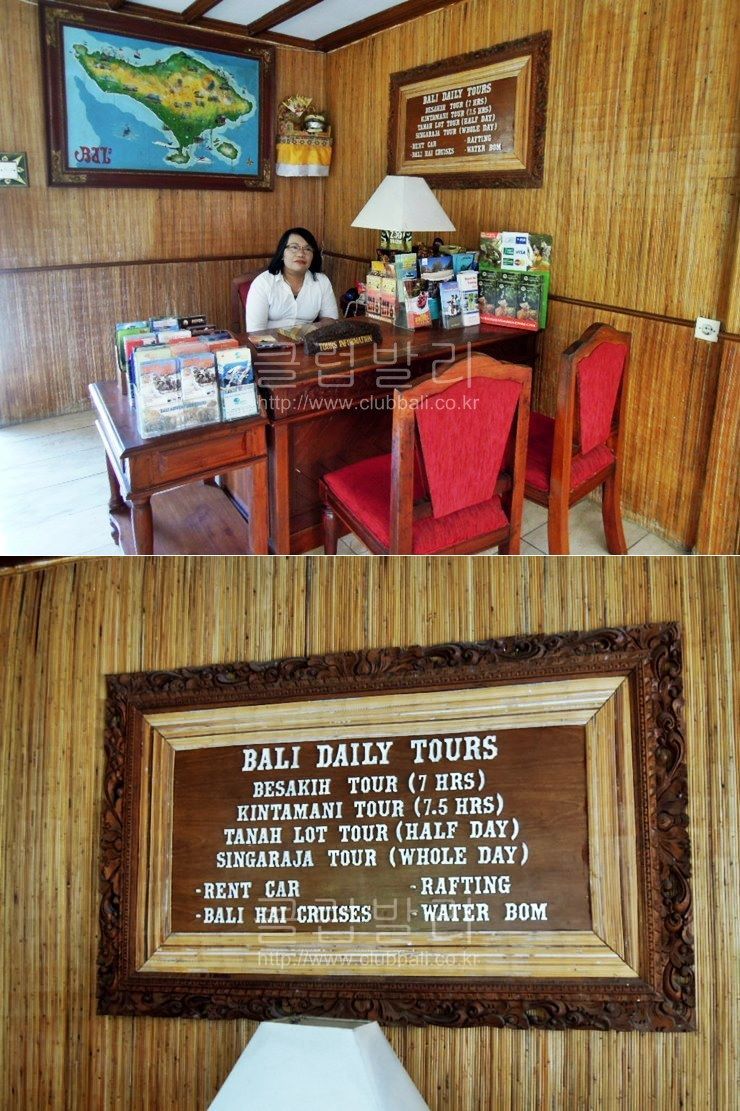 BALI
BALI DAILY TOURS
BESAKIH TOUR (7 HRS)
KINTAMANI TOUR (7.5 HRS)
TANAH LOT TOUR (HALF DAY)
SINGARAJA TOUR (WHOLE DAY)
-RENT CAR -RAFTING
-BALI HAI CRUISES -WATER BOM
TOURS INFORMATION
VISA
클럽발리
http://www.clubbali.co.kr
BALI DAILY TOURS
BESAKIH TOUR (7 HRS)
KINTAMANI TOUR (7.5 HRS)
TANAH LOT TOUR (HALF DAY)
SINGARAJA TOUR (WHOLE DAY)
-RENT CAR -RAFTING
-BALI HAI CRUISES -WATER BOM
클럽발리
http://www.clubbali.co.kr